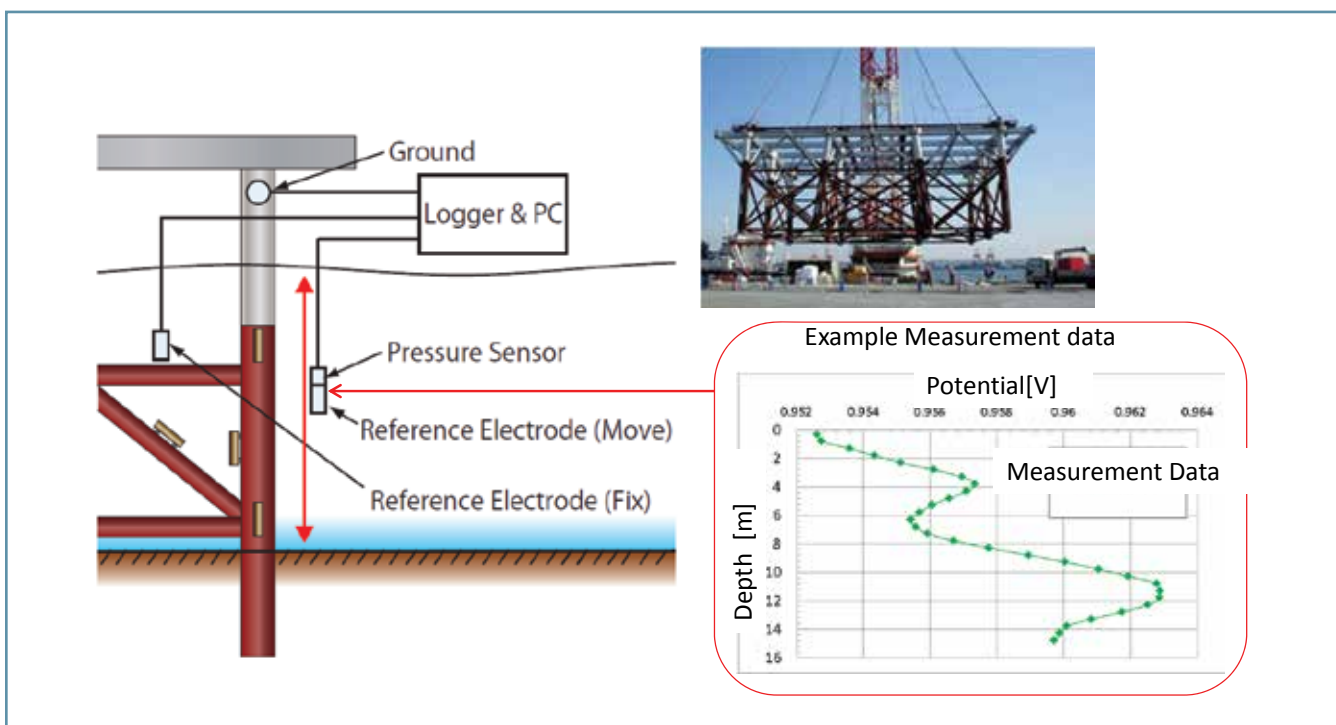 Ground
Logger & PC
Pressure Sensor
Reference Electrode (Move)
Reference Electrode (Fix)
Example Measurement data
Potential[V]
0.952 0.954 0.956 0.958 0.96 0.962 0.964
Measurement Data
Depth [m]
0
2
4
6
8
10
12
14
16